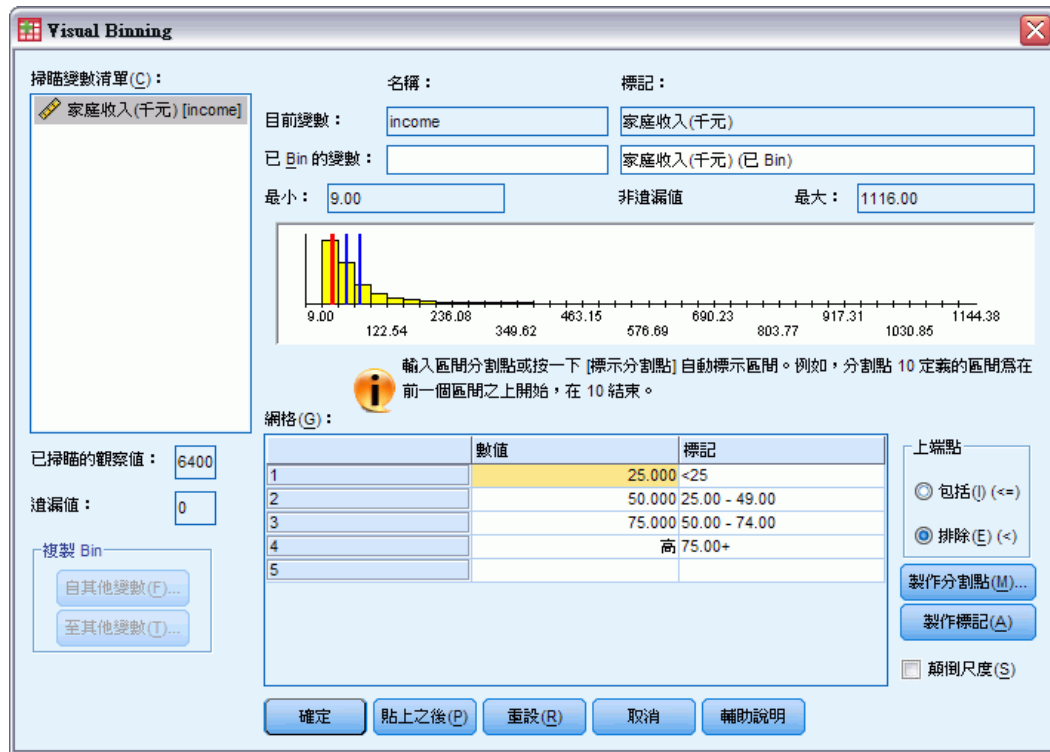 Visual Binning
掃瞄變數清單(C)：
家庭收入(千元) [income]
名稱：
標記：
目前變數：
income
家庭收入(千元)
已 Bin 的變數：
家庭收入(千元) (已 Bin)
最小：
9.00
非遺漏值
最大：
1116.00
9.00 236.08 463.15 690.23 917.31 1144.38
122.54 349.62 576.69 803.77 1030.85
輸入區間分割點或按一下 [標示分割點] 自動標示區間。例如，分割點 10 定義的區間為在
前一個區間之上開始，在 10 結束。
已掃瞄的觀察值：
6400
遺漏值：
0
複製 Bin
自其他變數(F)...
至其他變數(T)...
網格(G)：
數值 標記
1 25.000 <25
2 50.000 25.00 - 49.00
3 75.000 50.00 - 74.00
4 高 75.00+
5
上端點
包括(I) (<=)
排除(E) (<)
製作分割點(M)...
製作標記(A)
顛倒尺度(S)
確定
貼上之後(P)
重設(R)
取消
輔助說明